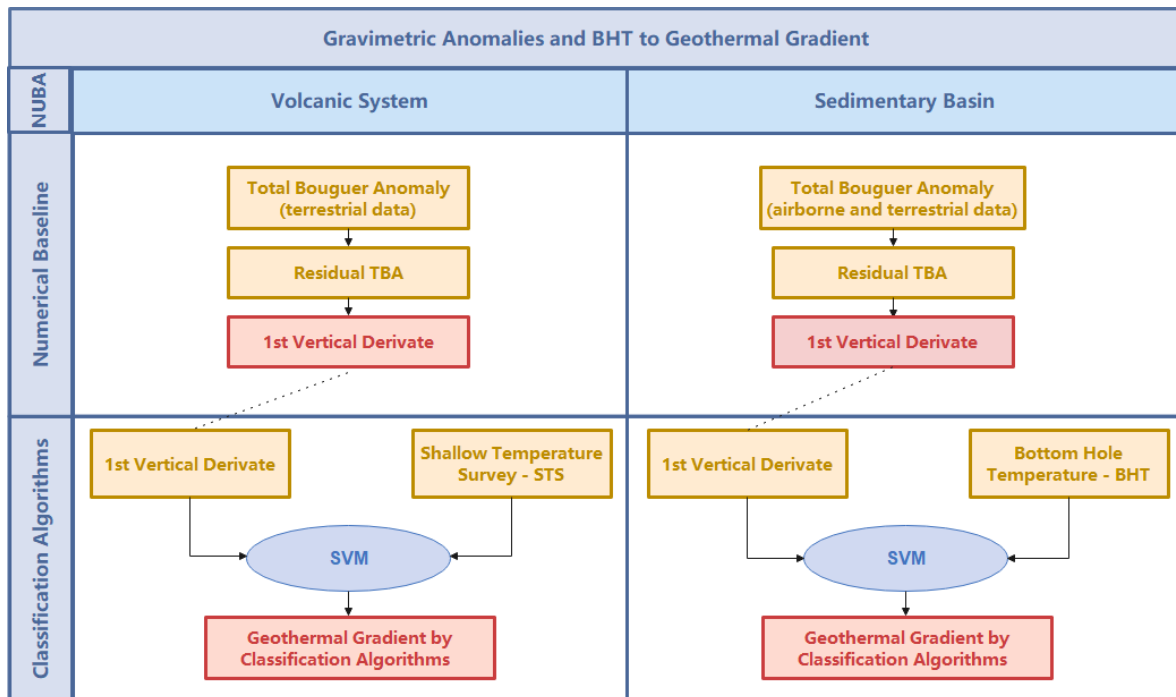 Gravimetric Anomalies and BHT to Geothermal Gradient
NUBA
Volcanic System
Sedimentary Basin
Numerical Baseline
Total Bouguer Anomaly
(terrestrial data)
Residual TBA
1st Vertical Derivate
Total Bouguer Anomaly
(airborne and terrestrial data)
Residual TBA
1st Vertical Derivate
Classification Algorithms
1st Vertical Derivate
Shallow Temperature
Survey - STS
SVM
Geothermal Gradient by
Classification Algorithms
1st Vertical Derivate
Bottom Hole
Temperature - BHT
SVM
Geothermal Gradient by
Classification Algorithms